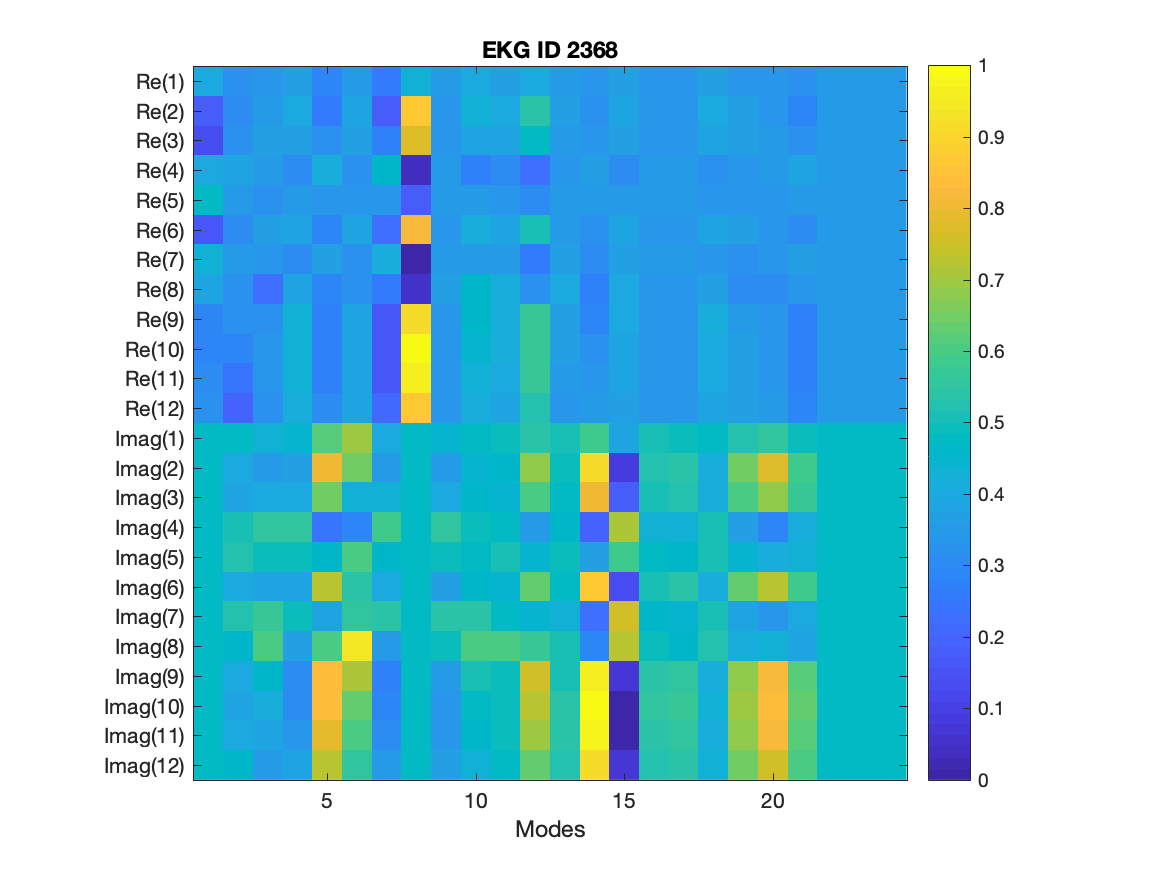 EKG ID 2368
Re(1)
Re(2)
Re(3)
Re(4)
Re(5)
Re(6)
Re(7)
Re(8)
Re(9)
Re(10)
Re(11)
Re(12)
Imag(1)
Imag(2)
Imag(3)
Imag(4)
Imag(5)
Imag(6)
Imag(7)
Imag(8)
Imag(9)
Imag(10)
Imag(11)
Imag(12)
5 10 15 20
Modes
1
0.9
0.8
0.7
0.6
0.5
0.4
0.3
0.2
0.1
0